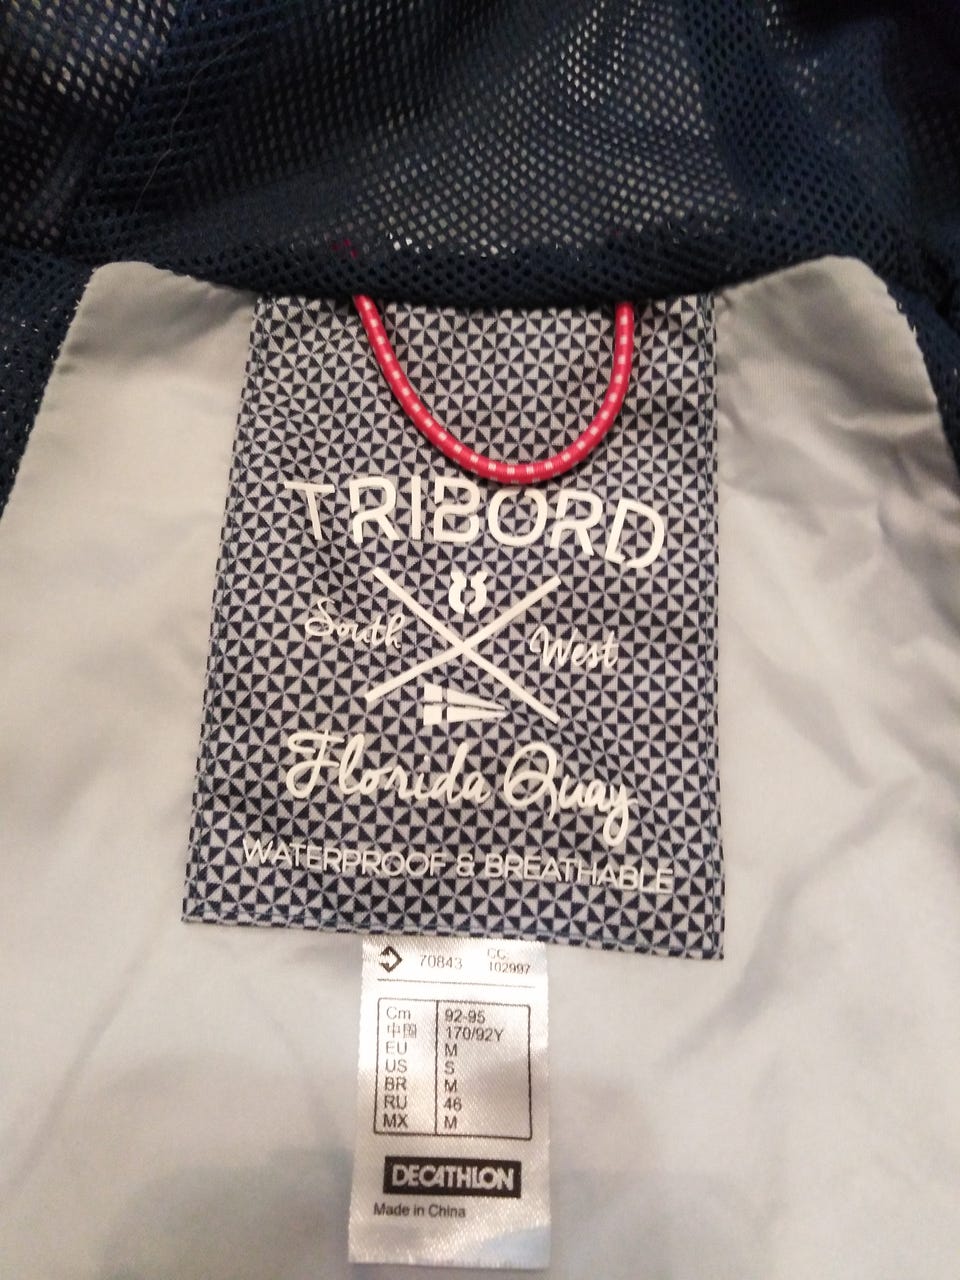 TRIBORD
South West
Florida Quay
WATERPROOF & BREATHABLE
70843 CC: 102997
Cm 92-95
中国 170/92Y
EU M
US S
BR M
RU 46
MX M
DECATHLON
Made in China